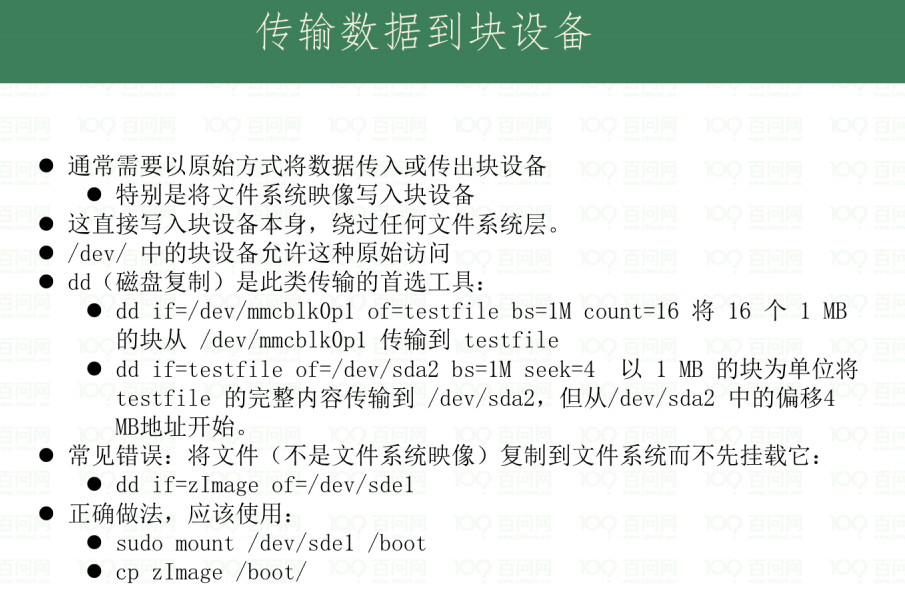 传输数据到块设备
● 通常需要以原始方式将数据传入或传出块设备
● 特别是将文件系统映像写入块设备
● 这直接写入块设备本身，绕过任何文件系统层。
● /dev/ 中的块设备允许这种原始访问
● dd（磁盘复制）是此类传输的首选工具：
● dd if=/dev/mmcblk0p1 of=testfile bs=1M count=16 将 16 个 1 MB
的块从 /dev/mmcblk0p1 传输到 testfile
● dd if=testfile of=/dev/sda2 bs=1M seek=4 以 1 MB 的块为单位将
testfile 的完整内容传输到 /dev/sda2，但从/dev/sda2 中的偏移4
MB地址开始。
● 常见错误：将文件（不是文件系统映像）复制到文件系统而不先挂载它：
● dd if=zImage of=/dev/sde1
● 正确做法，应该使用：
● sudo mount /dev/sde1 /boot
● cp zImage /boot/